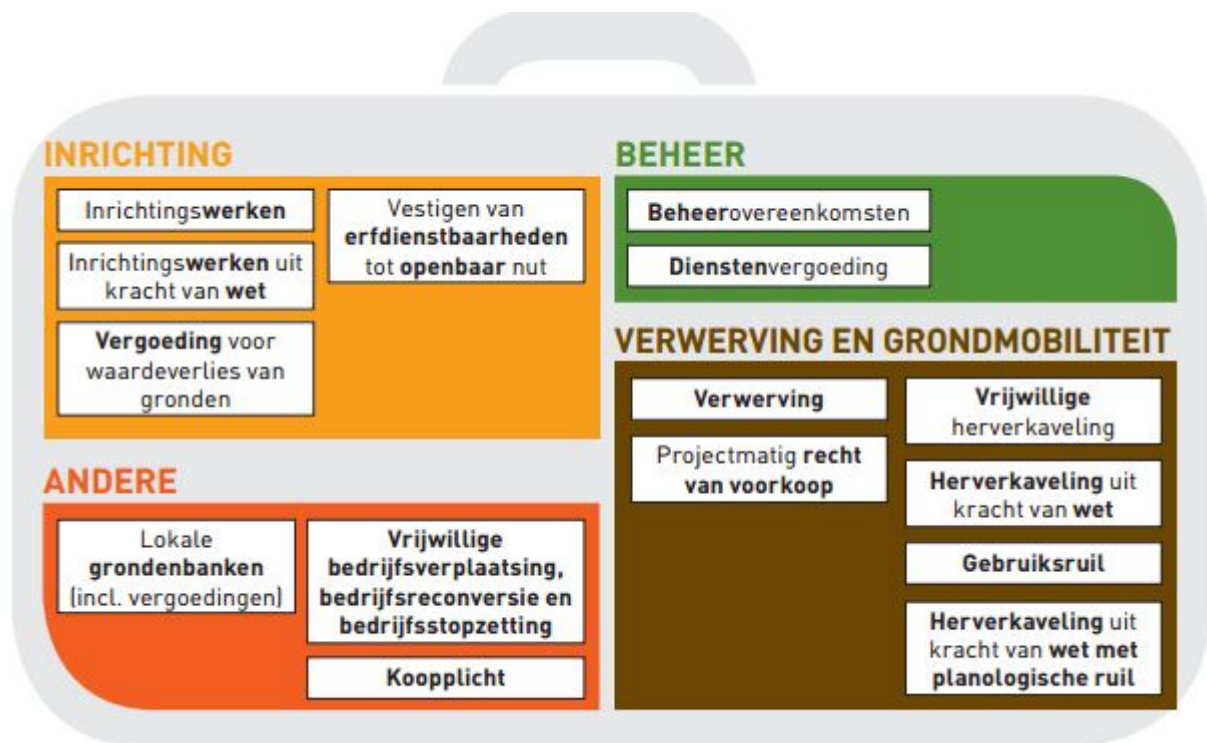 INRICHTING
Inrichtingswerken
Inrichtingswerken uit
kracht van wet
Vergoeding voor
waardeverlies van
gronden
Vestigen van
erfdienstbaarheden
tot openbaar nut
BEHEER
Beheerovereenkomsten
Dienstenvergoeding
ANDERE
Lokale
grondenbanken
(incl. vergoedingen)
Vrijwillige
bedrijfsverplaatsing,
bedrijfsreconversie en
bedrijfsstopzetting
Koopplicht
VERWERVING EN GRONDMOBILITEIT
Verwerving
Projectmatig recht
van voorkoop
Vrijwillige
herverkaveling
Herverkaveling uit
kracht van wet
Gebruiksruil
Herverkaveling uit
kracht van wet met
planologische ruil